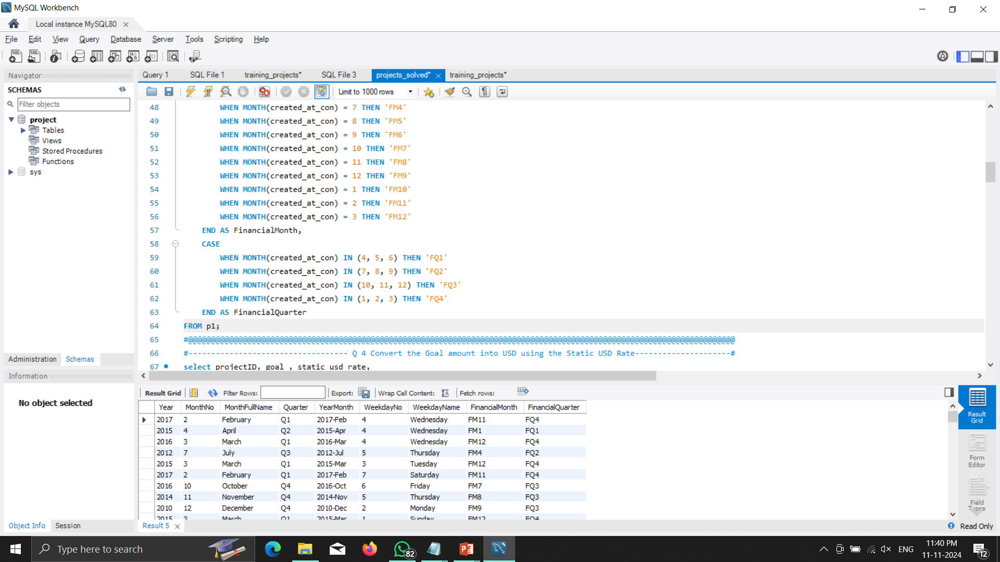 MySQL Workbench
Local instance MySQL80
File Edit View Query Database Server Tools Scripting Help
Navigator
SCHEMAS
Filter objects
project
Tables
Views
Stored Procedures
Functions
sys
Administration Schemas
Information
No object selected
Object Info Session
Query 1 SQL File 1 training_projects* SQL File 3 projects_solved* training_projects*
Limit to 1000 rows
48 WHEN MONTH(created_at_con) = 7 THEN 'FM4'
49 WHEN MONTH(created_at_con) = 8 THEN 'FM5'
50 WHEN MONTH(created_at_con) = 9 THEN 'FM6'
51 WHEN MONTH(created_at_con) = 10 THEN 'FM7'
52 WHEN MONTH(created_at_con) = 11 THEN 'FM8'
53 WHEN MONTH(created_at_con) = 12 THEN 'FM9'
54 WHEN MONTH(created_at_con) = 1 THEN 'FM10'
55 WHEN MONTH(created_at_con) = 2 THEN 'FM11'
56 WHEN MONTH(created_at_con) = 3 THEN 'FM12'
57 END AS FinancialMonth,
58 CASE
59 WHEN MONTH(created_at_con) IN (4, 5, 6) THEN 'FQ1'
60 WHEN MONTH(created_at_con) IN (7, 8, 9) THEN 'FQ2'
61 WHEN MONTH(created_at_con) IN (10, 11, 12) THEN 'FQ3'
62 WHEN MONTH(created_at_con) IN (1, 2, 3) THEN 'FQ4'
63 END AS FinancialQuarter
64 FROM p1;
65 #@@@@@@@@@@@@@@@@@@@@@@@@@@@@@@@@@@@@@@@@@@@@@@@@@@@@@@@@@@@@@@@@@@@@@@@@@@@@@@@@@@@@@@@@@@@@@@@@@@@@@@@@@@@@@@@@@@@@@@@@
66 #----------------------------------- Q 4 Convert the Goal amount into USD using the Static USD Rate---------------------#
67 select projectID, goal , static_usd_rate,
Result Grid Filter Rows: Export: Wrap Cell Content: Fetch rows:
Year MonthNo MonthFullName Quarter YearMonth WeekdayNo WeekdayName FinancialMonth FinancialQuarter
2017 2 February Q1 2017-Feb 4 Wednesday FM11 FQ4
2015 4 April Q2 2015-Apr 4 Wednesday FM1 FQ1
2016 3 March Q1 2016-Mar 4 Wednesday FM12 FQ4
2012 7 July Q3 2012-Jul 5 Thursday FM4 FQ2
2015 3 March Q1 2015-Mar 3 Tuesday FM12 FQ4
2017 2 February Q1 2017-Feb 7 Saturday FM11 FQ4
2016 10 October Q4 2016-Oct 6 Friday FM7 FQ3
2014 11 November Q4 2014-Nov 5 Thursday FM8 FQ3
2010 12 December Q4 2010-Dec 2 Monday FM9 FQ3
2015 3 March Q1 2015-Mar 1 Sunday FM12 FQ4
Result Grid
Form Editor
Field Types
Result 5
Read Only
Type here to search
82
ENG
11:40 PM
11-11-2024
12